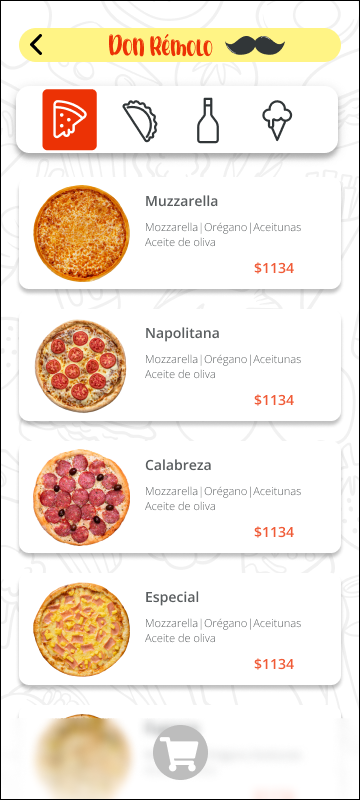 Don Rémolo
Muzzarella
Mozzarella|Orégano|Aceitunas
Aceite de oliva
$1134
Napolitana
Mozzarella|Orégano|Aceitunas
Aceite de oliva
$1134
Calabreza
Mozzarella|Orégano|Aceitunas
Aceite de oliva
$1134
Especial
Mozzarella|Orégano|Aceitunas
Aceite de oliva
$1134